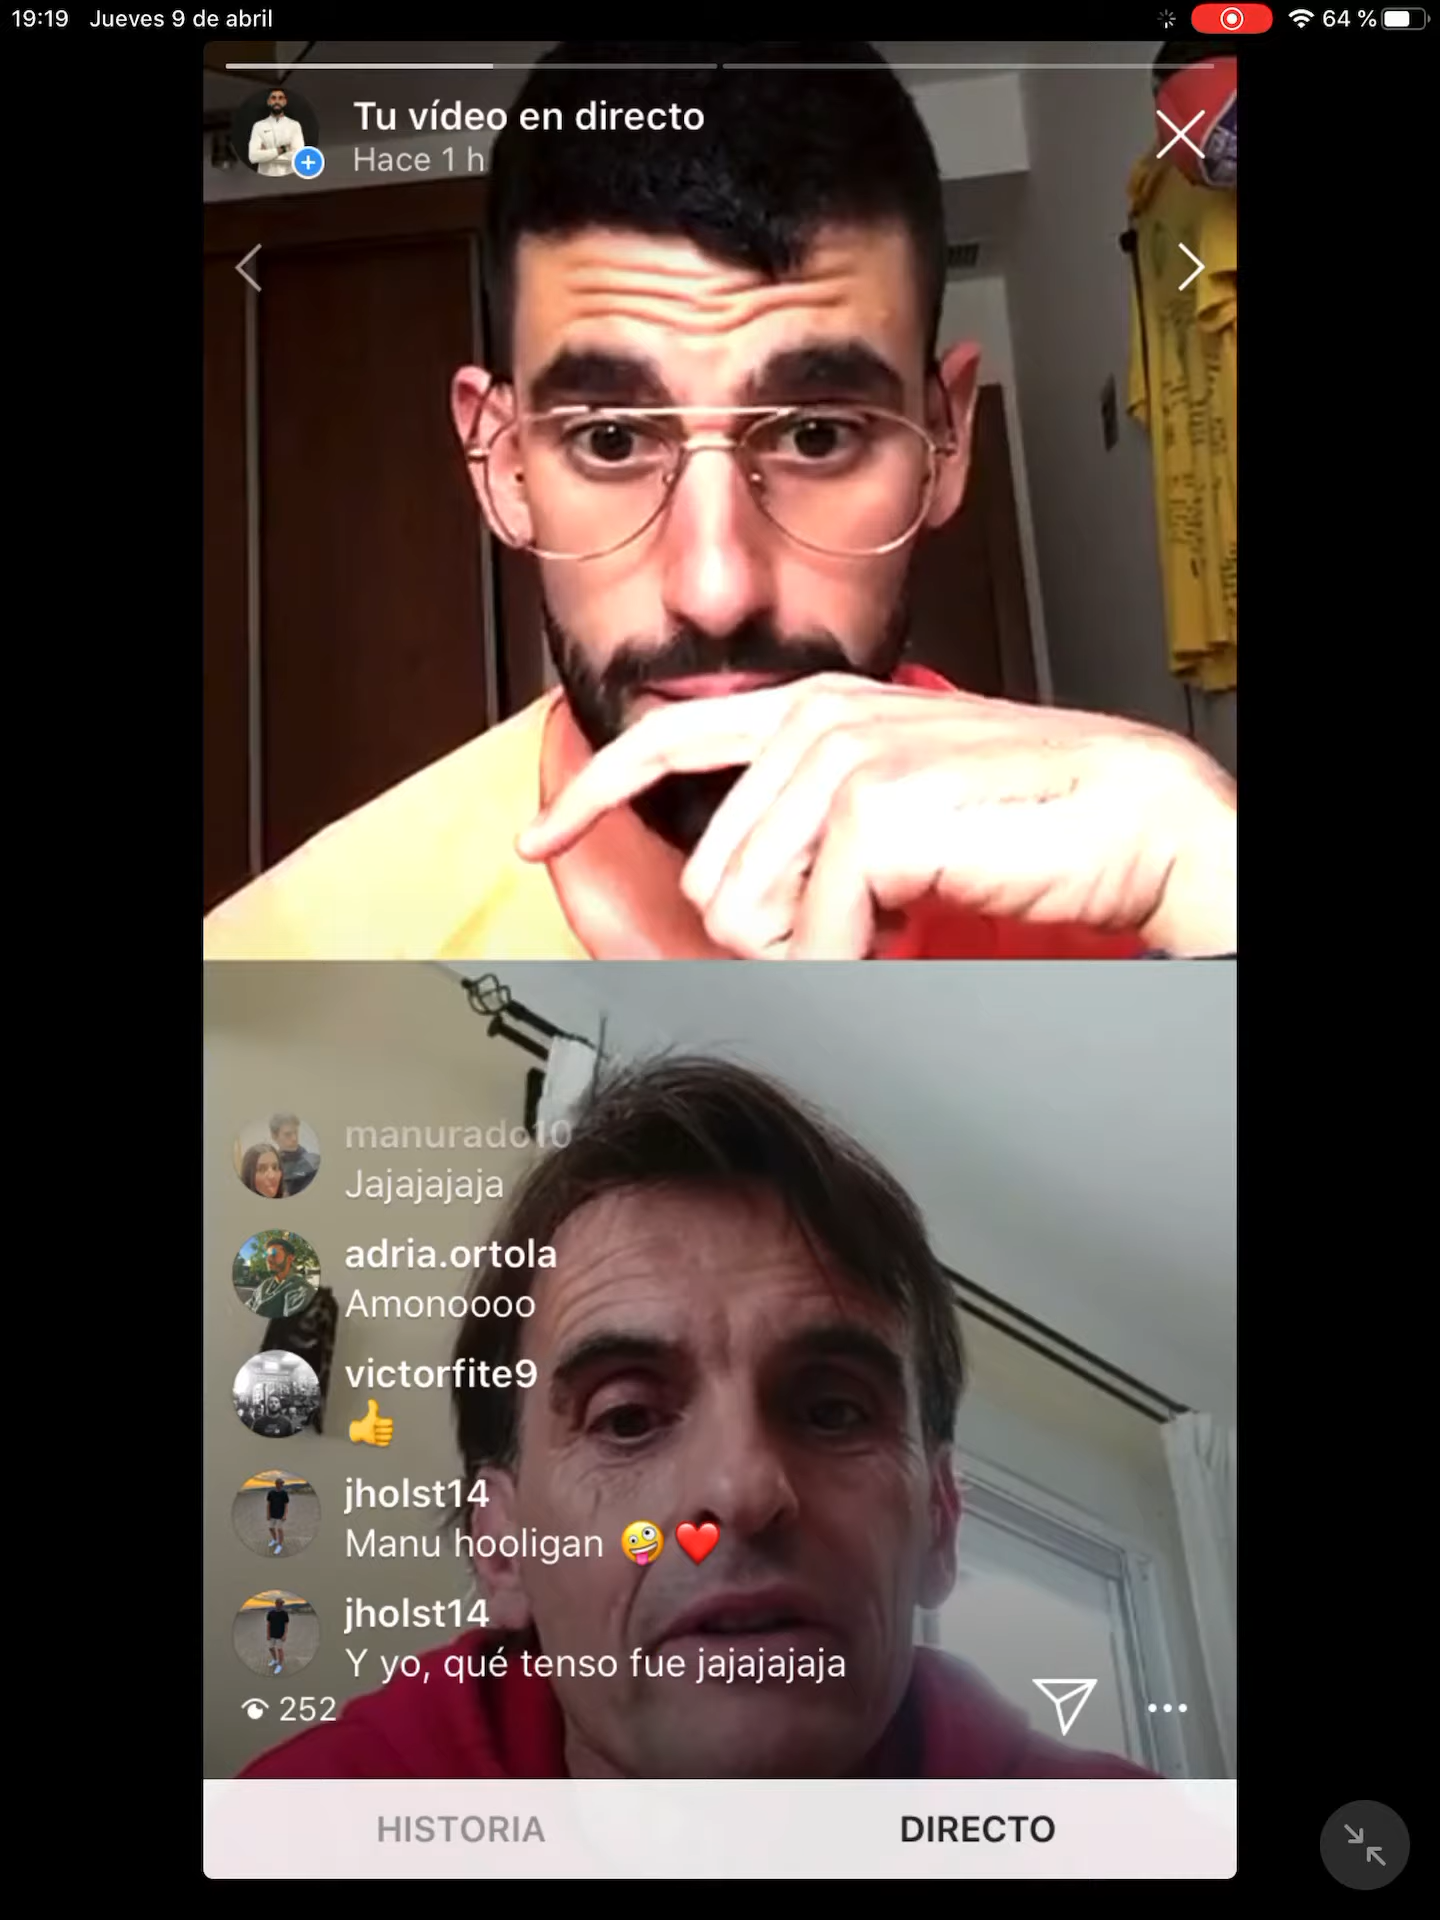 19:19 Jueves 9 de abril
64 %
Tu vídeo en directo
Hace 1 h
manurado10
Jajajajaja
adria.ortola
Amonoooo
victorfite9
👍
jholst14
Manu hooligan 🤪❤️
jholst14
Y yo, qué tenso fue jajajajaja
252
HISTORIA
DIRECTO